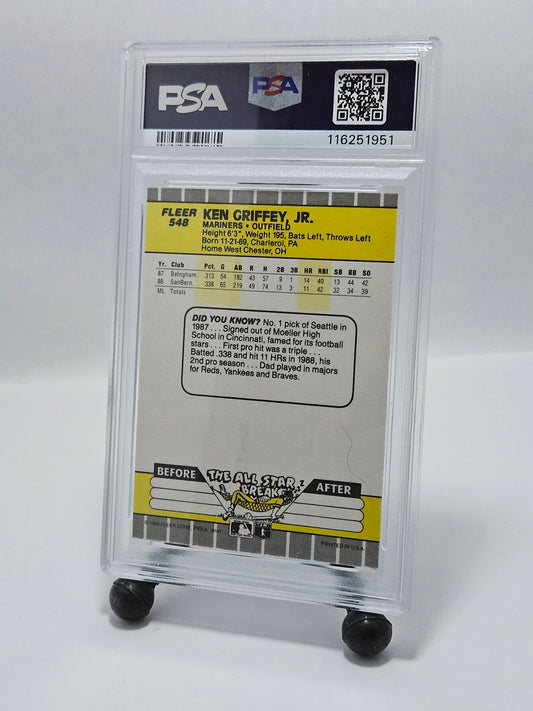 PSA PSA
116251951
FLEER KEN GRIFFEY, JR.
548 MARINERS • OUTFIELD
Height 6'3", Weight 195, Bats Left, Throws Left
Born 11-21-69, Charleroi, PA
Home West Chester, OH
Yr. Club Pct. G AB R H 2B 3B HR RBI SB BB SO
87 Belngham .313 54 182 43 57 9 1 14 40 13 44 42
88 SanBern. .338 65 219 49 74 13 3 11 42 32 34 39
ML Totals
DID YOU KNOW? No. 1 pick of Seattle in
1987 . . . Signed out of Moeller High
School in Cincinnati, famed for its football
stars . . . First pro hit was a triple . . .
Batted .338 and hit 11 HRs in 1988, his
2nd pro season . . . Dad played in majors
for Reds, Yankees and Braves.
BEFORE THE ALL STAR BREAK AFTER
© 1989 FLEER CORP., PHILA. 19141
PRINTED IN U.S.A.